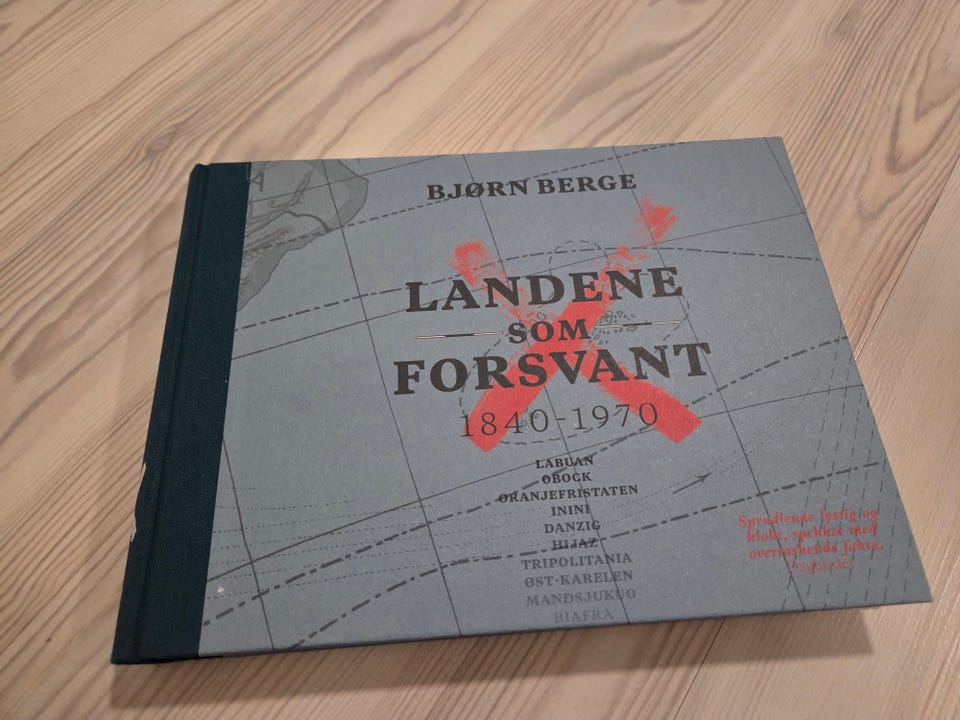 A
BJØRN BERGE
LANDENE
SOM
FORSVANT
1840-1970
LABUAN
OBOCK
ORANJEFRISTATEN
ININI
DANZIG
HIJAZ
TRIPOLITANIA
ØST-KARELEN
MANDSJUKUO
BIAFRA
Sprudlende lystig og
klokt, spekket med
overraskende fakta.
Dagbladet